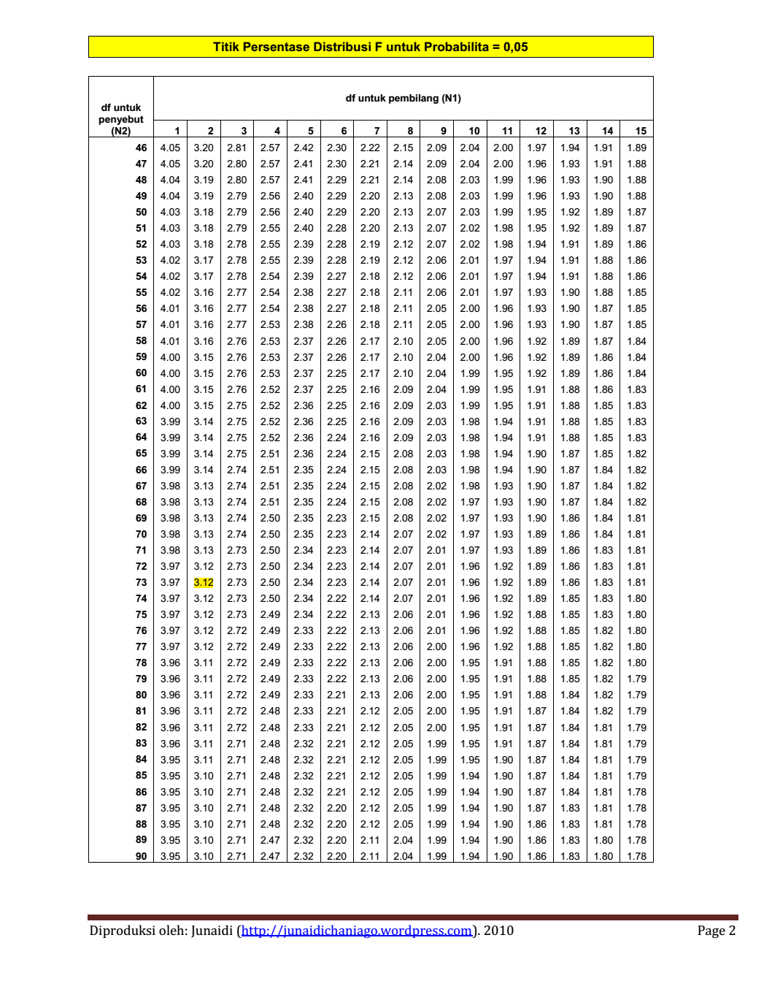 Titik Persentase Distribusi F untuk Probabilita = 0,05
df untuk penyebut (N2)
df untuk pembilang (N1)
1 2 3 4 5 6 7 8 9 10 11 12 13 14 15
46 4.05 3.20 2.81 2.57 2.42 2.30 2.22 2.15 2.09 2.04 2.00 1.97 1.94 1.91 1.89
47 4.05 3.20 2.80 2.57 2.41 2.30 2.21 2.14 2.09 2.04 2.00 1.96 1.93 1.91 1.88
48 4.04 3.19 2.80 2.57 2.41 2.29 2.21 2.14 2.08 2.03 1.99 1.96 1.93 1.90 1.88
49 4.04 3.19 2.79 2.56 2.40 2.29 2.20 2.13 2.08 2.03 1.99 1.96 1.93 1.90 1.88
50 4.03 3.18 2.79 2.56 2.40 2.29 2.20 2.13 2.07 2.03 1.99 1.95 1.92 1.89 1.87
51 4.03 3.18 2.79 2.55 2.40 2.28 2.20 2.13 2.07 2.02 1.98 1.95 1.92 1.89 1.87
52 4.03 3.18 2.78 2.55 2.39 2.28 2.19 2.12 2.07 2.02 1.98 1.94 1.91 1.89 1.86
53 4.02 3.17 2.78 2.55 2.39 2.28 2.19 2.12 2.06 2.01 1.97 1.94 1.91 1.88 1.86
54 4.02 3.17 2.78 2.54 2.39 2.27 2.18 2.12 2.06 2.01 1.97 1.94 1.91 1.88 1.86
55 4.02 3.16 2.77 2.54 2.38 2.27 2.18 2.11 2.06 2.01 1.97 1.93 1.90 1.88 1.85
56 4.01 3.16 2.77 2.54 2.38 2.27 2.18 2.11 2.05 2.00 1.96 1.93 1.90 1.87 1.85
57 4.01 3.16 2.77 2.53 2.38 2.26 2.18 2.11 2.05 2.00 1.96 1.93 1.90 1.87 1.85
58 4.01 3.16 2.76 2.53 2.37 2.26 2.17 2.10 2.05 2.00 1.96 1.92 1.89 1.87 1.84
59 4.00 3.15 2.76 2.53 2.37 2.26 2.17 2.10 2.04 2.00 1.96 1.92 1.89 1.86 1.84
60 4.00 3.15 2.76 2.53 2.37 2.25 2.17 2.10 2.04 1.99 1.95 1.92 1.89 1.86 1.84
61 4.00 3.15 2.76 2.52 2.37 2.25 2.16 2.09 2.04 1.99 1.95 1.91 1.88 1.86 1.83
62 4.00 3.15 2.75 2.52 2.36 2.25 2.16 2.09 2.03 1.99 1.95 1.91 1.88 1.85 1.83
63 3.99 3.14 2.75 2.52 2.36 2.25 2.16 2.09 2.03 1.98 1.94 1.91 1.88 1.85 1.83
64 3.99 3.14 2.75 2.52 2.36 2.24 2.16 2.09 2.03 1.98 1.94 1.91 1.88 1.85 1.83
65 3.99 3.14 2.75 2.51 2.36 2.24 2.15 2.08 2.03 1.98 1.94 1.90 1.87 1.85 1.82
66 3.99 3.14 2.74 2.51 2.35 2.24 2.15 2.08 2.03 1.98 1.94 1.90 1.87 1.84 1.82
67 3.98 3.13 2.74 2.51 2.35 2.24 2.15 2.08 2.02 1.98 1.93 1.90 1.87 1.84 1.82
68 3.98 3.13 2.74 2.51 2.35 2.24 2.15 2.08 2.02 1.97 1.93 1.90 1.87 1.84 1.82
69 3.98 3.13 2.74 2.50 2.35 2.23 2.15 2.08 2.02 1.97 1.93 1.90 1.86 1.84 1.81
70 3.98 3.13 2.74 2.50 2.35 2.23 2.14 2.07 2.02 1.97 1.93 1.89 1.86 1.84 1.81
71 3.98 3.13 2.73 2.50 2.34 2.23 2.14 2.07 2.01 1.97 1.93 1.89 1.86 1.83 1.81
72 3.97 3.12 2.73 2.50 2.34 2.23 2.14 2.07 2.01 1.96 1.92 1.89 1.86 1.83 1.81
73 3.97 3.12 2.73 2.50 2.34 2.23 2.14 2.07 2.01 1.96 1.92 1.89 1.86 1.83 1.81
74 3.97 3.12 2.73 2.50 2.34 2.22 2.14 2.07 2.01 1.96 1.92 1.89 1.85 1.83 1.80
75 3.97 3.12 2.73 2.49 2.34 2.22 2.13 2.06 2.01 1.96 1.92 1.88 1.85 1.83 1.80
76 3.97 3.12 2.72 2.49 2.33 2.22 2.13 2.06 2.01 1.96 1.92 1.88 1.85 1.82 1.80
77 3.97 3.12 2.72 2.49 2.33 2.22 2.13 2.06 2.00 1.96 1.92 1.88 1.85 1.82 1.80
78 3.96 3.11 2.72 2.49 2.33 2.22 2.13 2.06 2.00 1.95 1.91 1.88 1.85 1.82 1.80
79 3.96 3.11 2.72 2.49 2.33 2.22 2.13 2.06 2.00 1.95 1.91 1.88 1.85 1.82 1.79
80 3.96 3.11 2.72 2.49 2.33 2.21 2.13 2.06 2.00 1.95 1.91 1.88 1.84 1.82 1.79
81 3.96 3.11 2.72 2.48 2.33 2.21 2.12 2.05 2.00 1.95 1.91 1.87 1.84 1.82 1.79
82 3.96 3.11 2.72 2.48 2.33 2.21 2.12 2.05 2.00 1.95 1.91 1.87 1.84 1.81 1.79
83 3.96 3.11 2.71 2.48 2.32 2.21 2.12 2.05 1.99 1.95 1.91 1.87 1.84 1.81 1.79
84 3.95 3.11 2.71 2.48 2.32 2.21 2.12 2.05 1.99 1.95 1.90 1.87 1.84 1.81 1.79
85 3.95 3.10 2.71 2.48 2.32 2.21 2.12 2.05 1.99 1.94 1.90 1.87 1.84 1.81 1.79
86 3.95 3.10 2.71 2.48 2.32 2.21 2.12 2.05 1.99 1.94 1.90 1.87 1.84 1.81 1.78
87 3.95 3.10 2.71 2.48 2.32 2.20 2.12 2.05 1.99 1.94 1.90 1.87 1.83 1.81 1.78
88 3.95 3.10 2.71 2.48 2.32 2.20 2.12 2.05 1.99 1.94 1.90 1.86 1.83 1.81 1.78
89 3.95 3.10 2.71 2.47 2.32 2.20 2.11 2.04 1.99 1.94 1.90 1.86 1.83 1.80 1.78
90 3.95 3.10 2.71 2.47 2.32 2.20 2.11 2.04 1.99 1.94 1.90 1.86 1.83 1.80 1.78
Diproduksi oleh: Junaidi (http://junaidichaniago.wordpress.com). 2010 Page 2